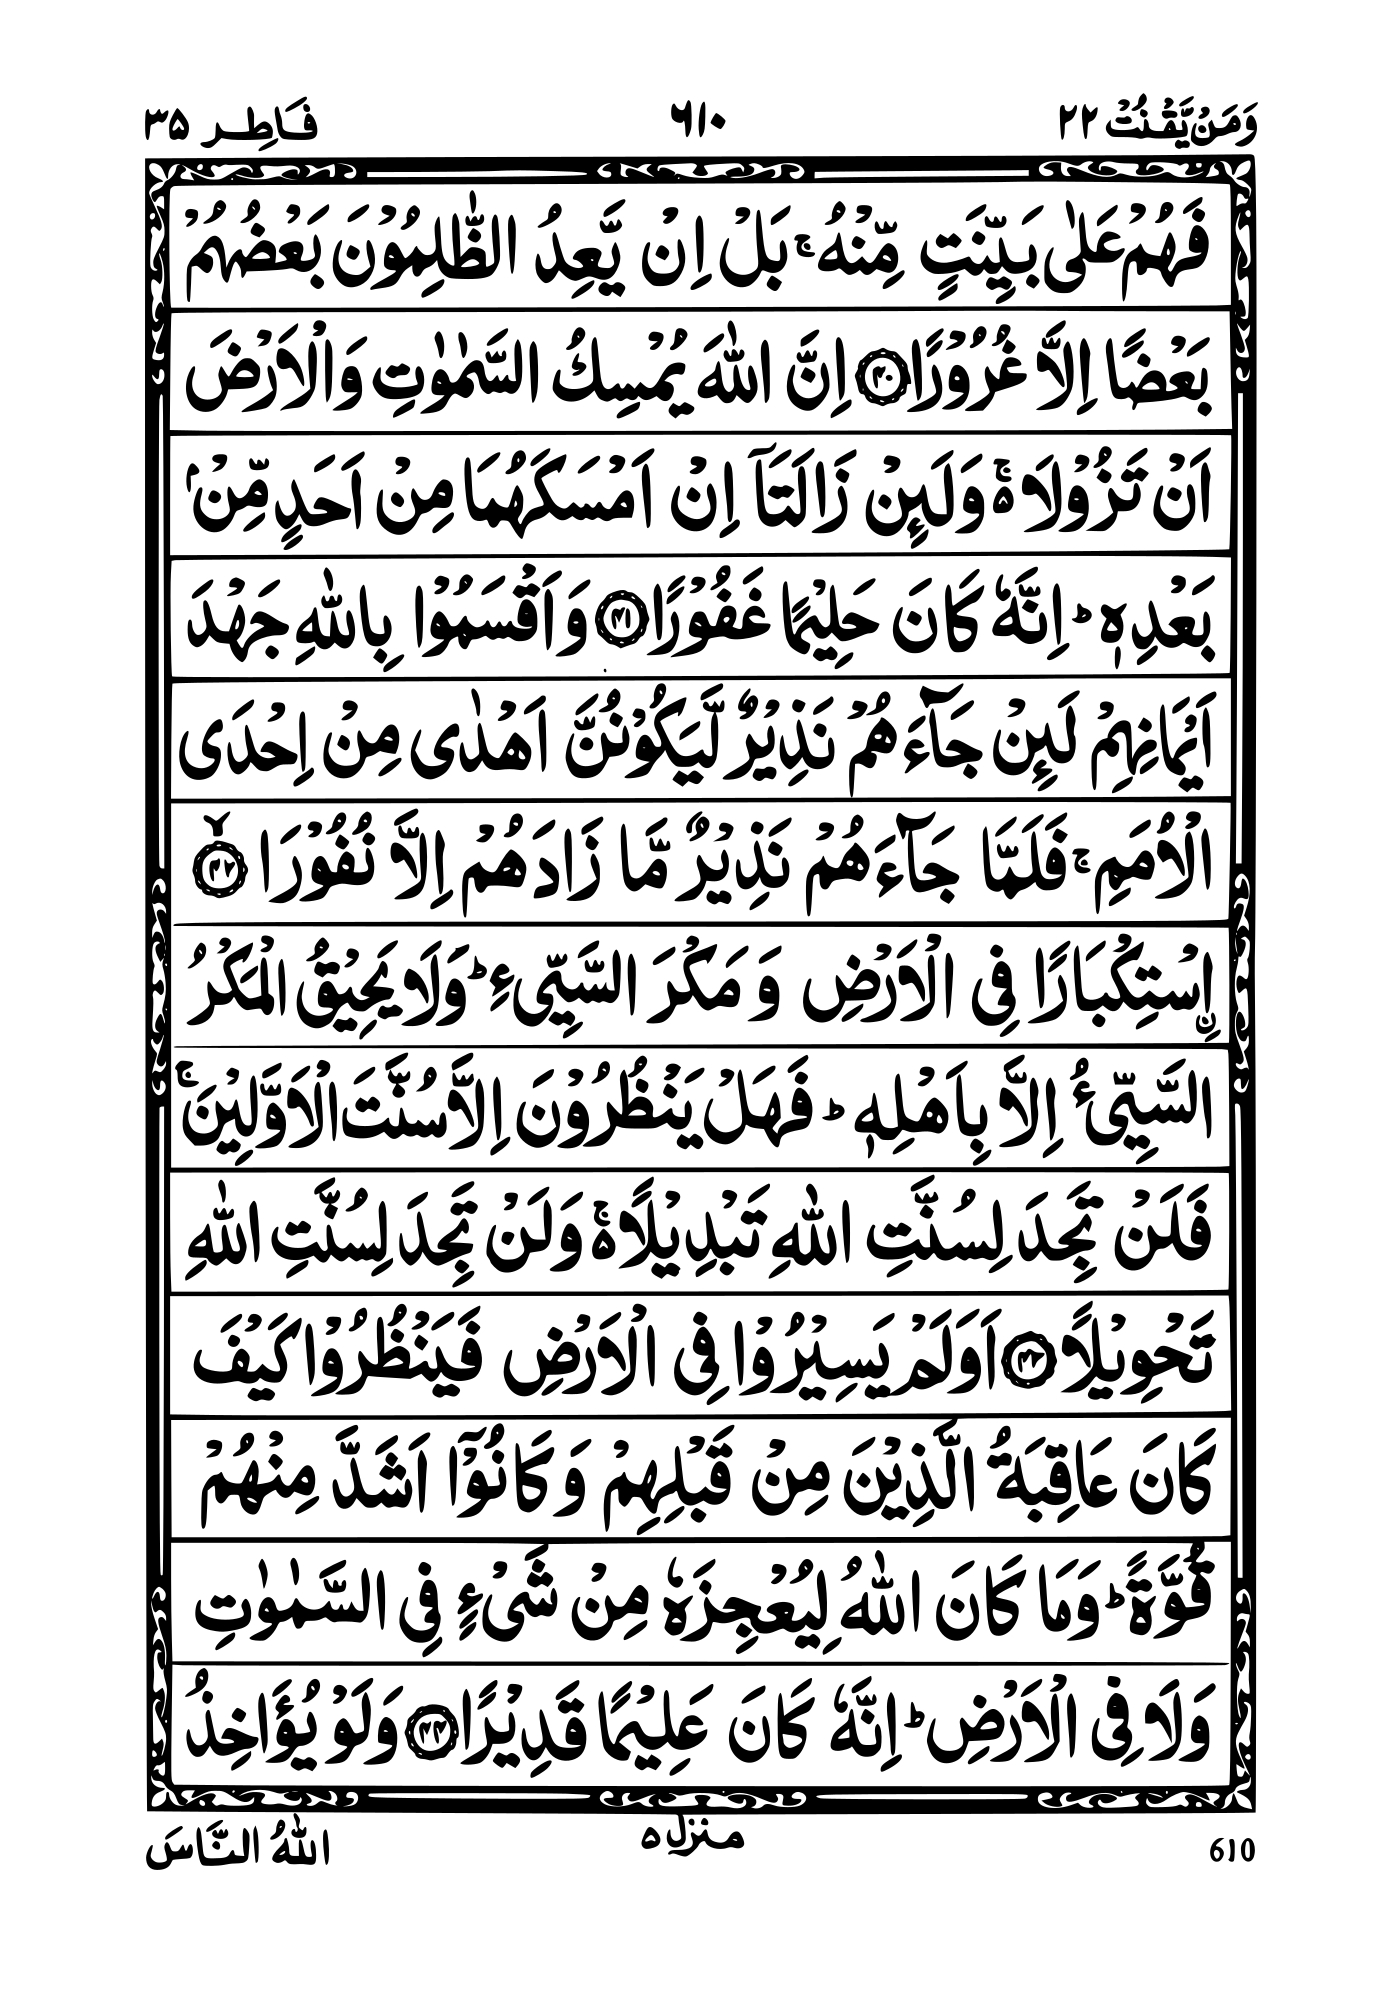 وَمَنْ يَّقْنُتْ ٢٢ ٦١٠ فَاطِر ٣٥
فَهُمْ عَلٰى بَيِّنَتٍ مِّنْهُ ۚ بَلْ اِنْ يَّعِدُ الظّٰلِمُوْنَ بَعْضُهُمْ
بَعْضًا اِلَّا غُرُوْرًا ﴿٤٠﴾ اِنَّ اللّٰهَ يُمْسِكُ السَّمٰوٰتِ وَالْاَرْضَ
اَنْ تَزُوْلَا ۬ۚ وَلَئِنْ زَالَتَاۤ اِنْ اَمْسَكَهُمَا مِنْ اَحَدٍ مِّنْۢ
بَعْدِهٖ ؕ اِنَّهٗ كَانَ حَلِيْمًا غَفُوْرًا ﴿٤١﴾ وَاَقْسَمُوْا بِاللّٰهِ جَهْدَ
اَيْمَانِهِمْ لَئِنْ جَآءَهُمْ نَذِيْرٌ لَّيَكُوْنُنَّ اَهْدٰى مِنْ اِحْدَى
الْاُمَمِ ۚ فَلَمَّا جَآءَهُمْ نَذِيْرٌ مَّا زَادَهُمْ اِلَّا نُفُوْرَا ﴿٤٢﴾ۙ
اۨسْتِكْبَارًا فِى الْاَرْضِ وَمَكْرَ السَّيِّئِ ؕ وَلَا يَحِيْقُ الْمَكْرُ
السَّيِّئُ اِلَّا بِاَهْلِهٖ ؕ فَهَلْ يَنْظُرُوْنَ اِلَّا سُنَّتَ الْاَوَّلِيْنَ ۚ
فَلَنْ تَجِدَ لِسُنَّتِ اللّٰهِ تَبْدِيْلًا ۬ۚ وَلَنْ تَجِدَ لِسُنَّتِ اللّٰهِ
تَحْوِيْلًا ﴿٤٣﴾ اَوَلَمْ يَسِيْرُوْا فِى الْاَرْضِ فَيَنْظُرُوْا كَيْفَ
كَانَ عَاقِبَةُ الَّذِيْنَ مِنْ قَبْلِهِمْ وَكَانُوْۤا اَشَدَّ مِنْهُمْ
قُوَّةً ؕ وَمَا كَانَ اللّٰهُ لِيُعْجِزَهٗ مِنْ شَىْءٍ فِى السَّمٰوٰتِ
وَلَا فِى الْاَرْضِ ؕ اِنَّهٗ كَانَ عَلِيْمًا قَدِيْرًا ﴿٤٤﴾ وَلَوْ يُؤَاخِذُ
610 منزل ٥ اللّٰهُ النَّاسَ